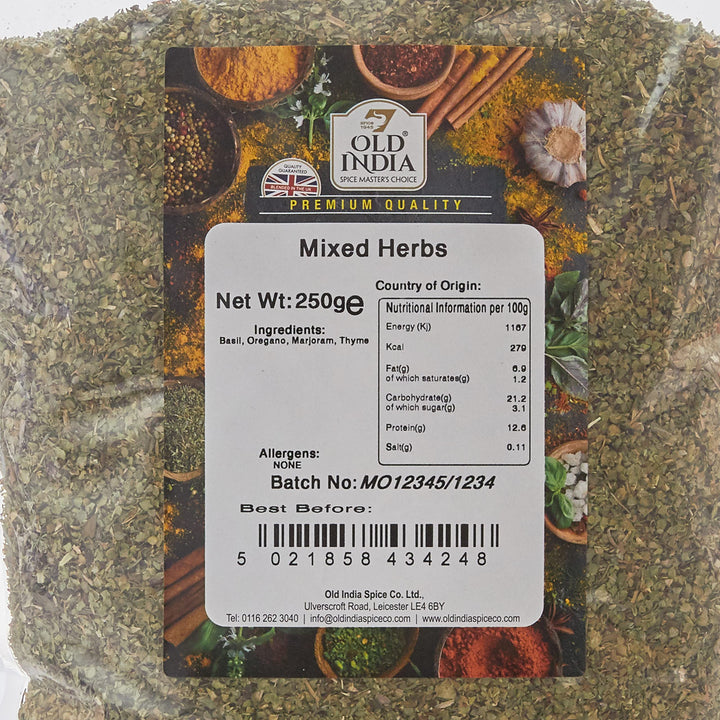 SINCE 1945
OLD
INDIA®
SPICE MASTER'S CHOICE
QUALITY
GUARANTEED
BLENDED IN THE UK
PREMIUM QUALITY
Mixed Herbs
Country of Origin:
Net Wt: 250g e
Ingredients:
Basil, Oregano, Marjoram, Thyme
Nutritional Information per 100g
Energy (Kj) 1167
Kcal 279
Fat(g) 6.9
of which saturates(g) 1.2
Carbohydrate(g) 21.2
of which sugar(g) 3.1
Protein(g) 12.6
Salt(g) 0.11
Allergens:
NONE
Batch No: MO12345/1234
Best Before:
5 021858 434248
Old India Spice Co. Ltd.,
Ulverscroft Road, Leicester LE4 6BY
Tel: 0116 262 3040 | info@oldindiaspiceco.com | www.oldindiaspiceco.com